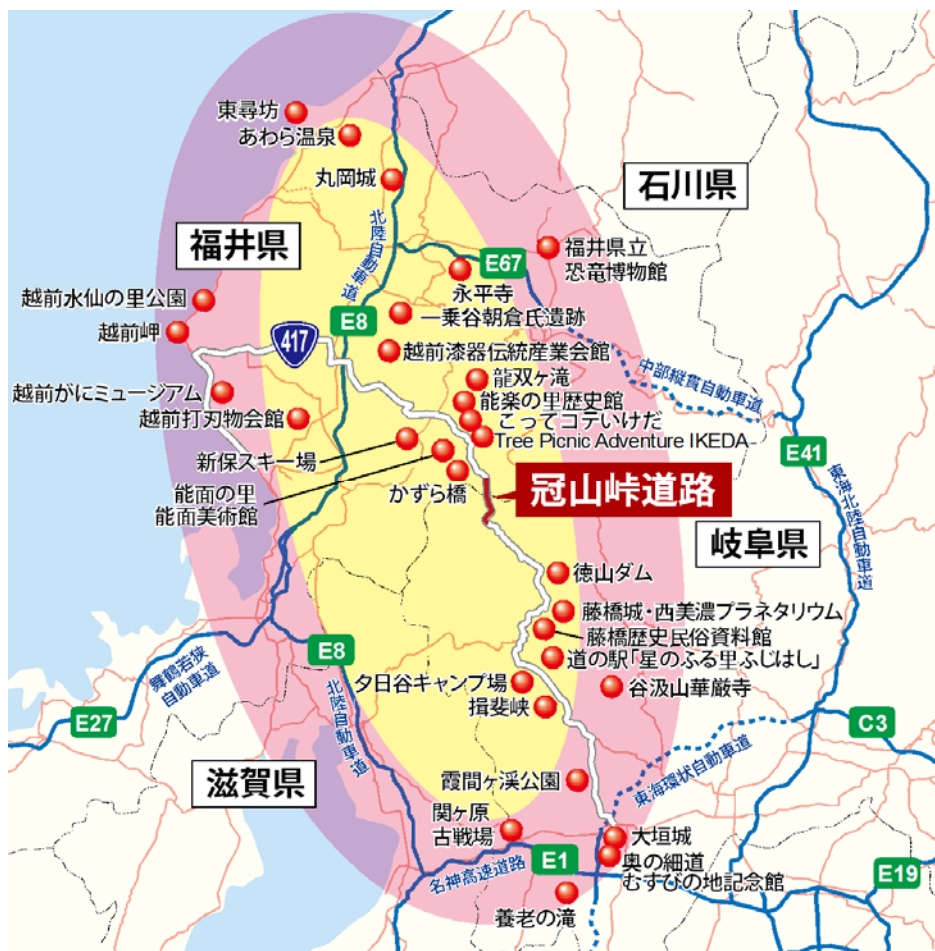 東尋坊
あわら温泉
丸岡城
石川県
福井県
北陸自動車道
E67
福井県立
恐竜博物館
永平寺
越前水仙の里公園
一乗谷朝倉氏遺跡
E8
越前岬
417
越前漆器伝統産業会館
中部縦貫自動車道
龍双ヶ滝
越前がにミュージアム
能楽の里歴史館
越前打刃物会館
こってコテいけだ
Tree Picnic Adventure IKEDA
E41
新保スキー場
能面の里
能面美術館
かずら橋
冠山峠道路
東海北陸自動車道
岐阜県
徳山ダム
藤橋城・西美濃プラネタリウム
藤橋歴史民俗資料館
E8
道の駅「星のふる里ふじはし」
舞鶴若狭
自動車道
北陸自動車道
夕日谷キャンプ場
谷汲山華厳寺
揖斐峡
E27
C3
滋賀県
東海環状自動車道
霞間ヶ渓公園
関ヶ原
古戦場
大垣城
E1
奥の細道
むすびの地記念館
名神高速道路
E19
養老の滝